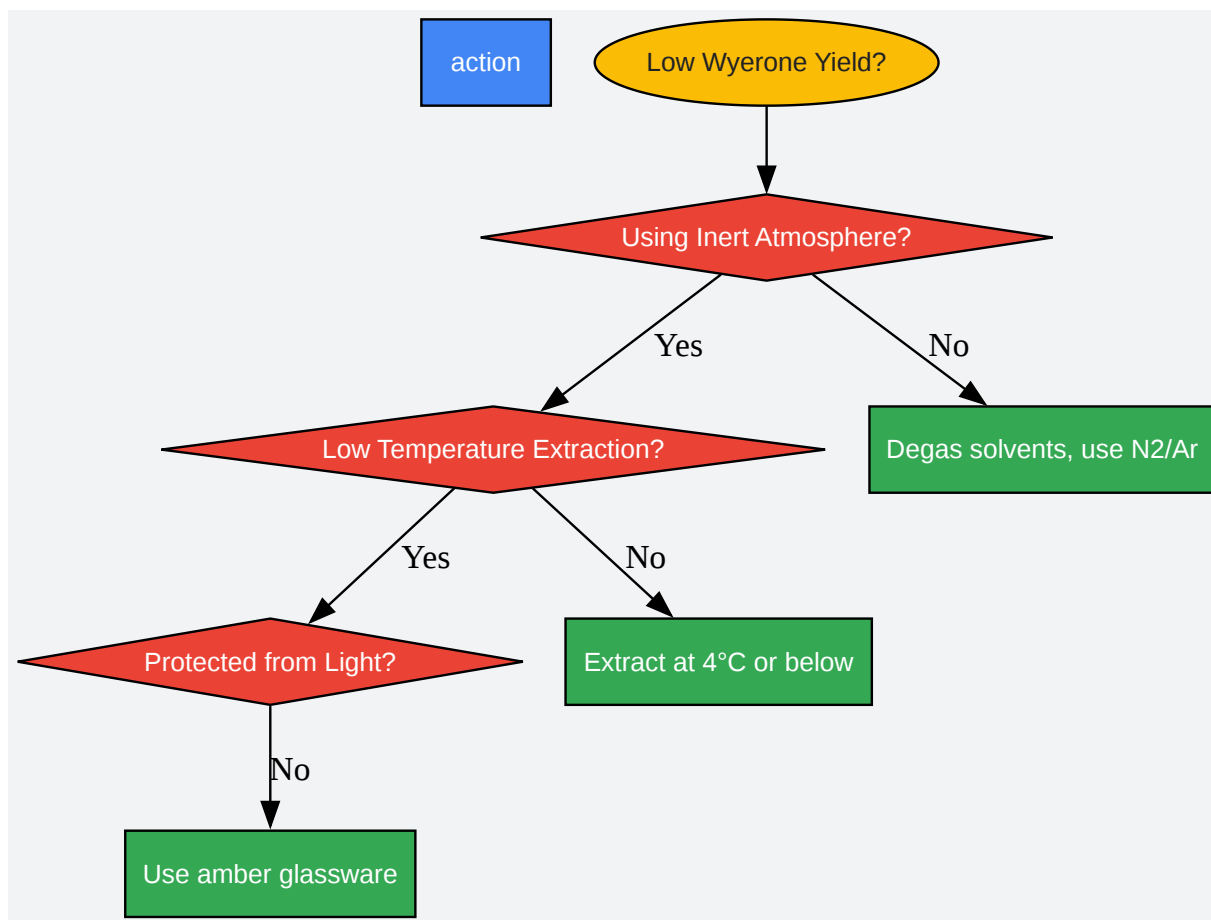 action
Low Wyerone Yield?
Using Inert Atmosphere?
Yes
No
Low Temperature Extraction?
Degas solvents, use N2/Ar
Yes
No
Protected from Light?
Extract at 4°C or below
No
Use amber glassware